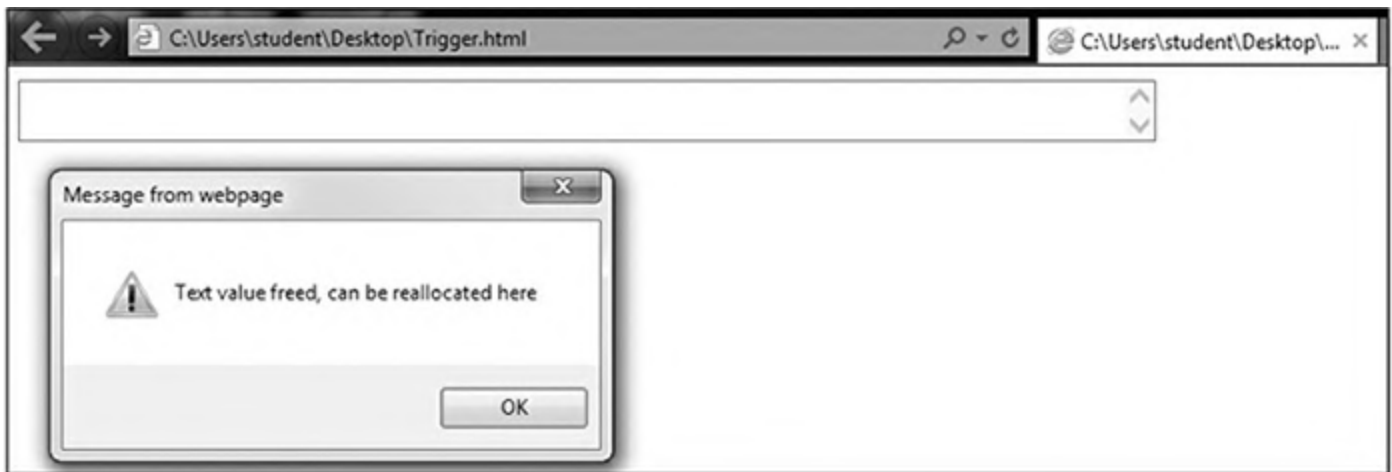 C:\Users\student\Desktop\Trigger.html
C:\Users\student\Desktop\...
Message from webpage
Text value freed, can be reallocated here
OK